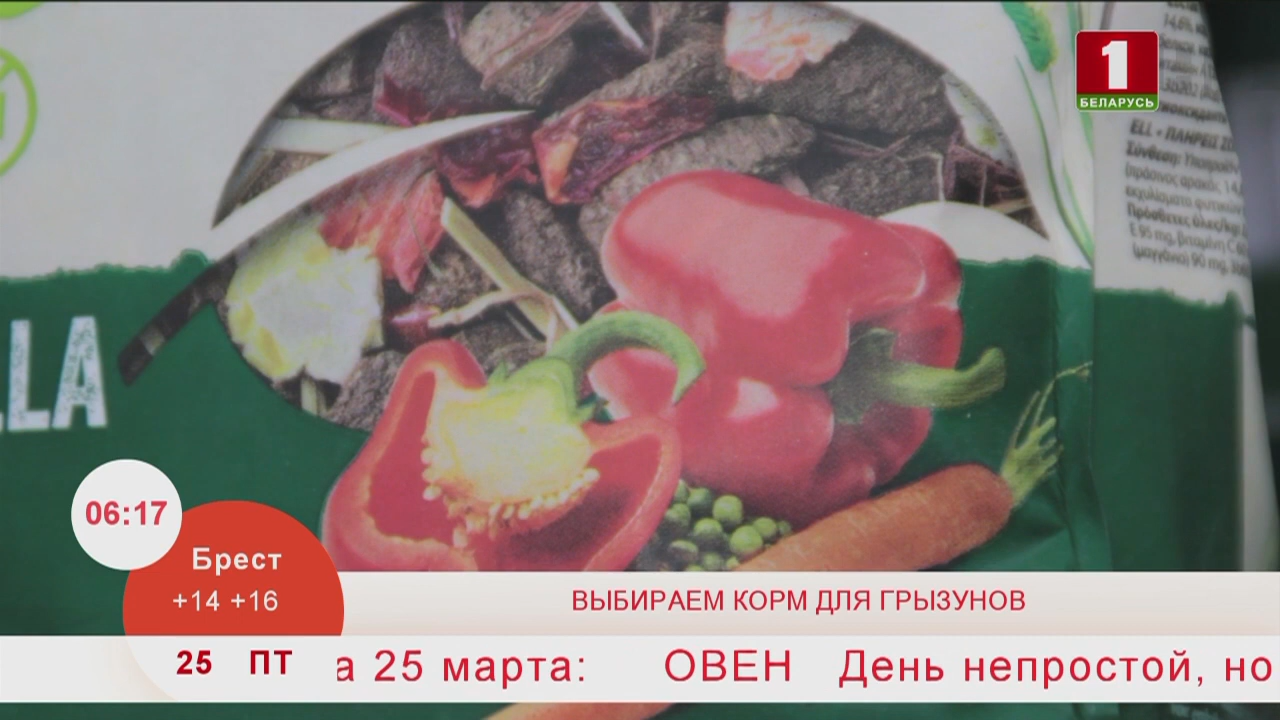 1
БЕЛАРУСЬ
LLA
06:17
Брест
+14 +16
ВЫБИРАЕМ КОРМ ДЛЯ ГРЫЗУНОВ
25 ПТ
а 25 марта: ОВЕН День непростой, но